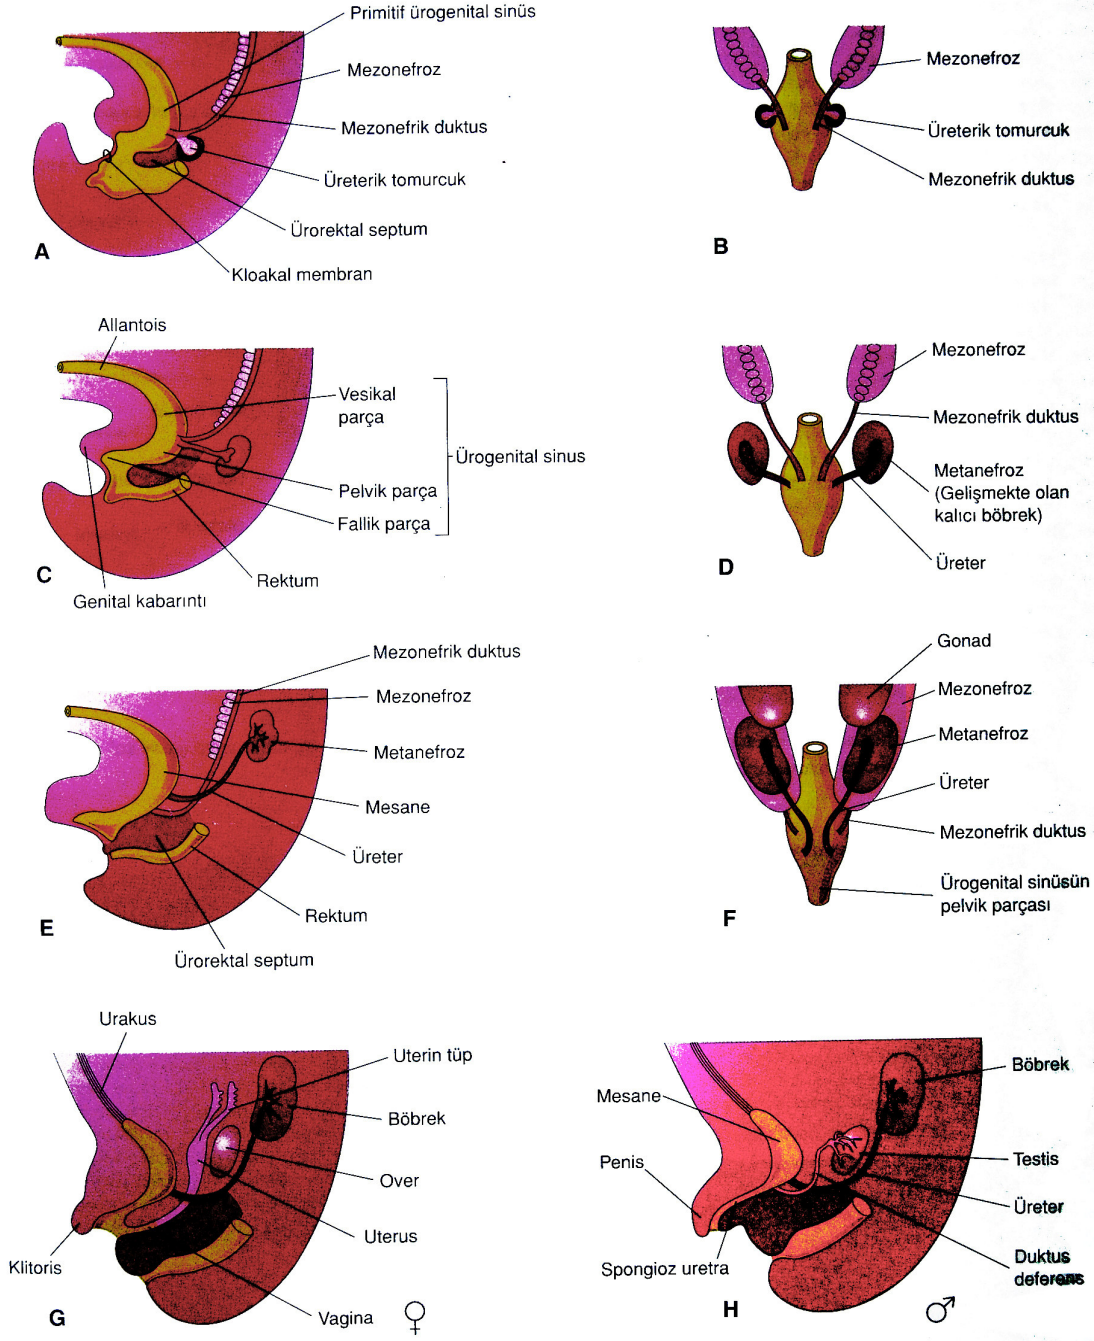 Primitif ürogenital sinüs
Mezonefroz
Mezonefrik duktus
Üreterik tomurcuk
Ürorektal septum
Kloakal membran
A
Mezonefroz
Üreterik tomurcuk
Mezonefrik duktus
B
Allantois
Vesikal
parça
Ürogenital sinus
Pelvik parça
Fallik parça
Rektum
Genital kabarıntı
C
Mezonefroz
Mezonefrik duktus
Metanefroz
(Gelişmekte olan
kalıcı böbrek)
Üreter
D
Mezonefrik duktus
Mezonefroz
Metanefroz
Mesane
Üreter
Rektum
Ürorektal septum
E
Gonad
Mezonefroz
Metanefroz
Üreter
Mezonefrik duktus
Ürogenital sinüsün
pelvik parçası
F
Urakus
Uterin tüp
Böbrek
Over
Uterus
Klitoris
Vagina
G
♀
Böbrek
Mesane
Penis
Testis
Üreter
Spongioz uretra
Duktus
deferens
H
♂